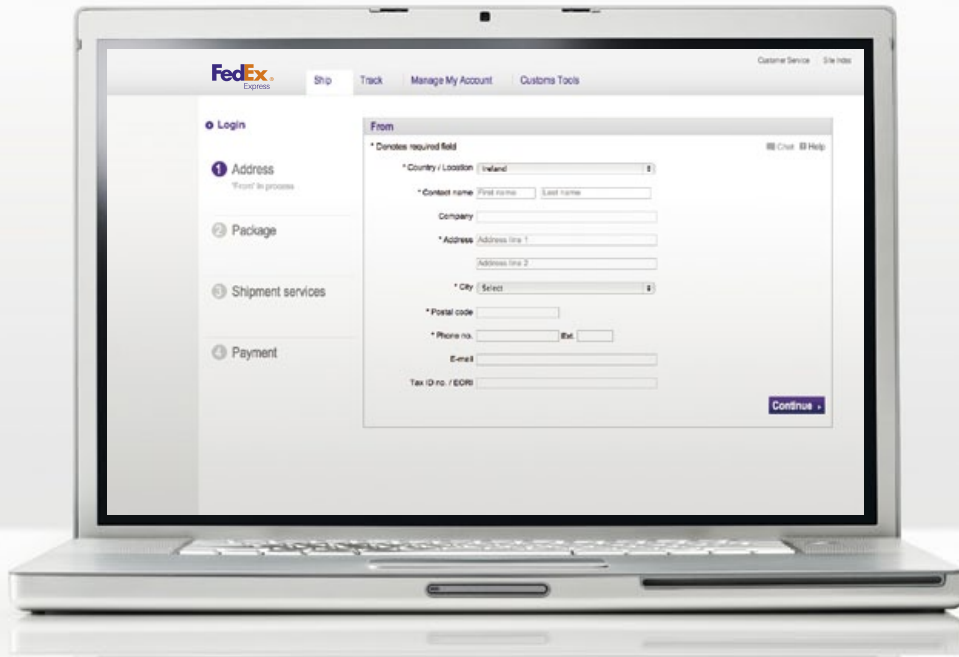 Customer Service Site Index
FedEx®
Express
Ship Track Manage My Account Customs Tools
Login
1 Address
'From' In process
2 Package
3 Shipment services
4 Payment
From
* Denotes required field
Chat Help
* Country / Location Ireland
* Contact name First name Last name
Company
* Address Address line 1
Address line 2
* City Select
* Postal code
* Phone no. Ext.
E-mail
Tax ID no. / EORI
Continue